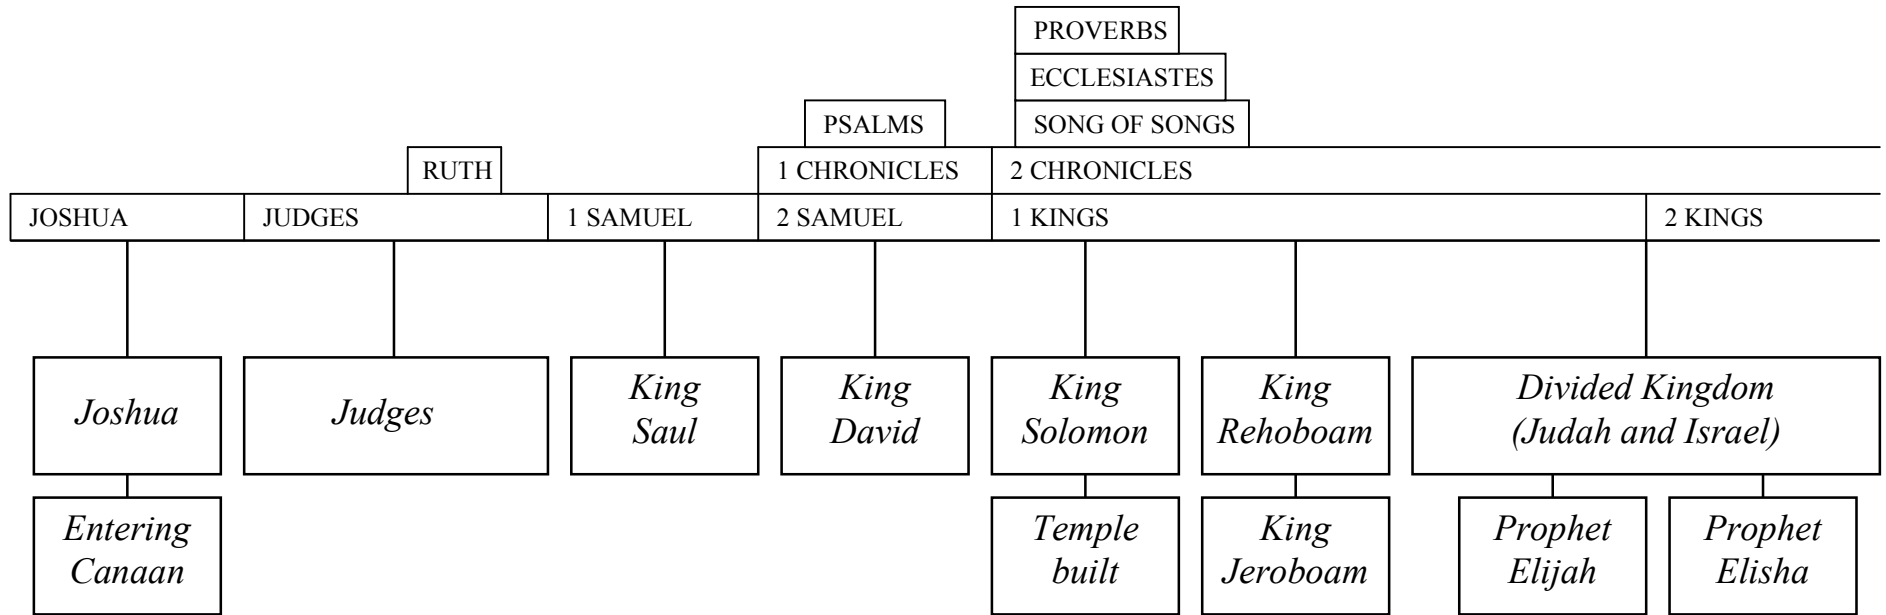 PROVERBS
ECCLESIASTES
PSALMS
SONG OF SONGS
RUTH
1 CHRONICLES
2 CHRONICLES
JOSHUA
JUDGES
1 SAMUEL
2 SAMUEL
1 KINGS
2 KINGS
Joshua
Judges
King
Saul
King
David
King
Solomon
King
Rehoboam
Divided Kingdom
(Judah and Israel)
Entering
Canaan
Temple
built
King
Jeroboam
Prophet
Elijah
Prophet
Elisha